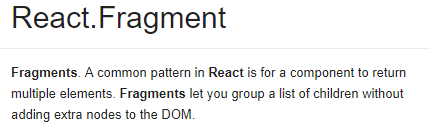 React.Fragment
Fragments. A common pattern in React is for a component to return
multiple elements. Fragments let you group a list of children without
adding extra nodes to the DOM.